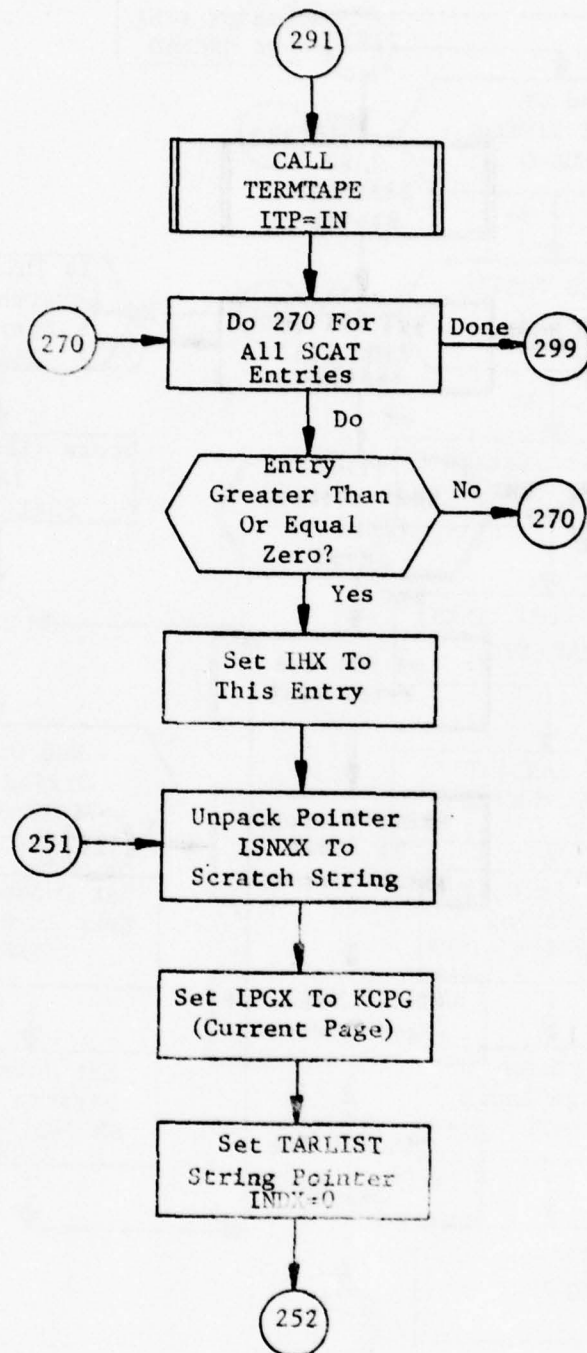 291
CALL
TERMTAPE
ITP=IN
270
Do 270 For
All SCAT
Entries
Done
299
Do
Entry
Greater Than
Or Equal
Zero?
No
270
Yes
Set IHX To
This Entry
251
Unpack Pointer
ISNXX To
Scratch String
Set IPGX To KCPG
(Current Page)
Set TARLIST
String Pointer
INDX=0
252